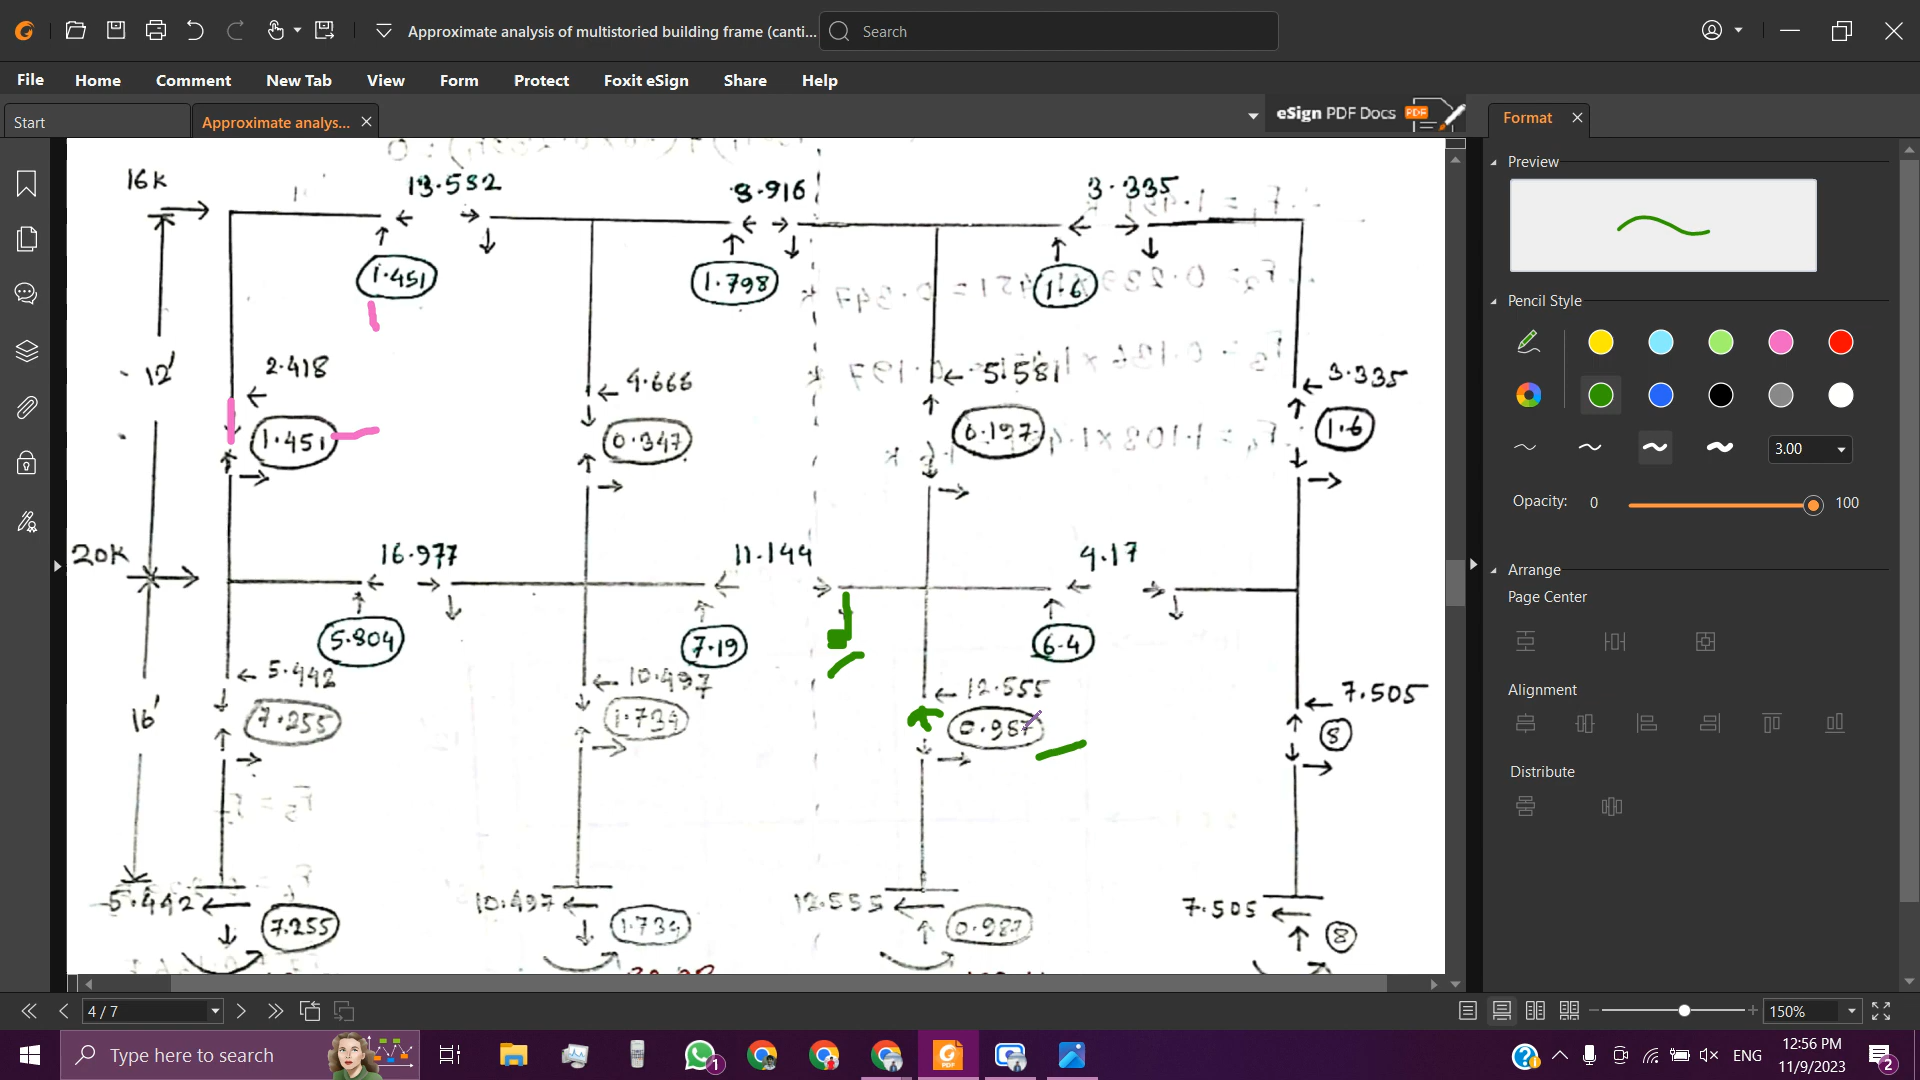 Approximate analysis of multistoried building frame (canti...
Search
File Home Comment New Tab View Form Protect Foxit eSign Share Help
Start
Approximate analys...
eSign PDF Docs
PDF
Format
Preview
Pencil Style
3.00
Opacity: 0 100
Arrange
Page Center
Alignment
Distribute
16K
13.532
8.916
3.335
1.451
1.798
1.6
12'
2.418
4.666
5.581
3.335
1.451
0.347
0.197
1.6
20K
16.977
11.144
4.17
5.804
7.19
6.4
16'
5.442
10.497
12.555
7.505
7.255
1.734
0.987
8
5.442
10.497
12.555
7.505
7.255
1.734
0.987
8
4 / 7
150%
Type here to search
1
PDF
ENG
12:56 PM
11/9/2023
2